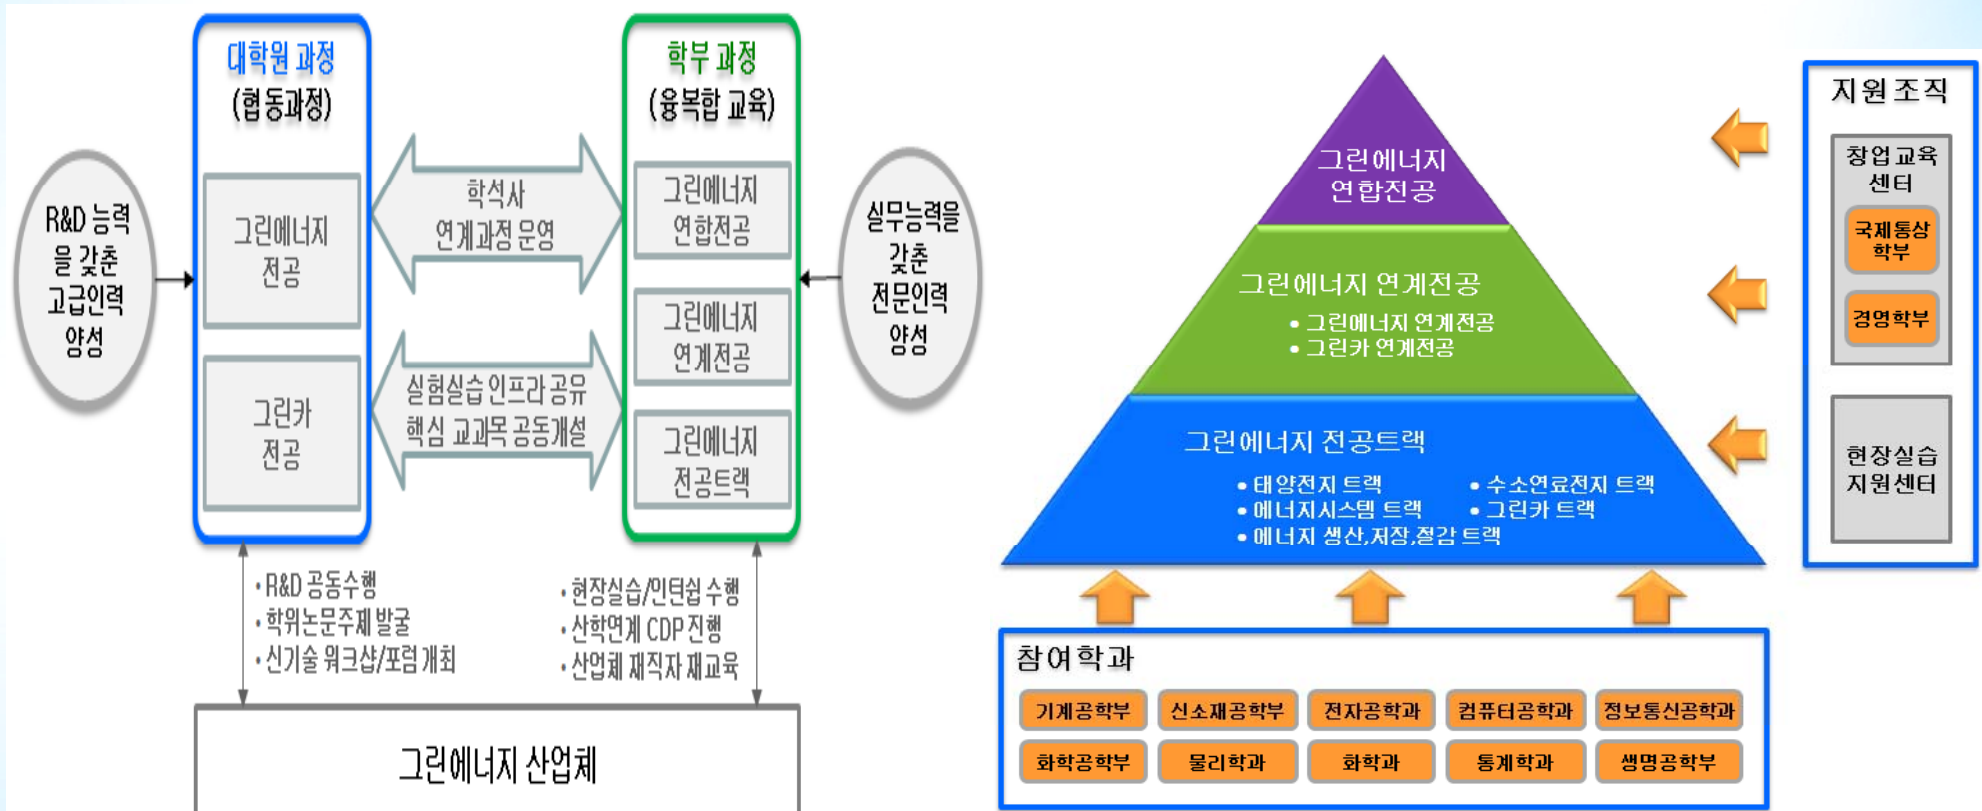 대학원 과정
(협동과정)
그린에너지
전공
그린카
전공
R&D 능력
을 갖춘
고급인력
양성
학석사
연계과정 운영
실험실습 인프라 공유
핵심 교과목 공동개설
학부 과정
(융복합 교육)
그린에너지
연합전공
그린에너지
연계전공
그린에너지
전공트랙
실무능력을
갖춘
전문인력
양성
• R&D 공동수행
• 학위논문주제 발굴
• 신기술 워크샵/포럼 개최
• 현장실습/인턴쉽 수행
• 산학연계 CDP 진행
• 산업체 재직자 재교육
그린에너지 산업체
그린에너지
연합전공
그린에너지 연계전공
• 그린에너지 연계전공
• 그린카 연계전공
그린에너지 전공트랙
• 태양전지 트랙
• 수소연료전지 트랙
• 에너지시스템 트랙
• 그린카 트랙
• 에너지 생산,저장,절감 트랙
지원조직
창업교육
센터
국제통상
학부
경영학부
현장실습
지원센터
참여학과
기계공학부 신소재공학부 전자공학과 컴퓨터공학과 정보통신공학과
화학공학부 물리학과 화학과 통계학과 생명공학부